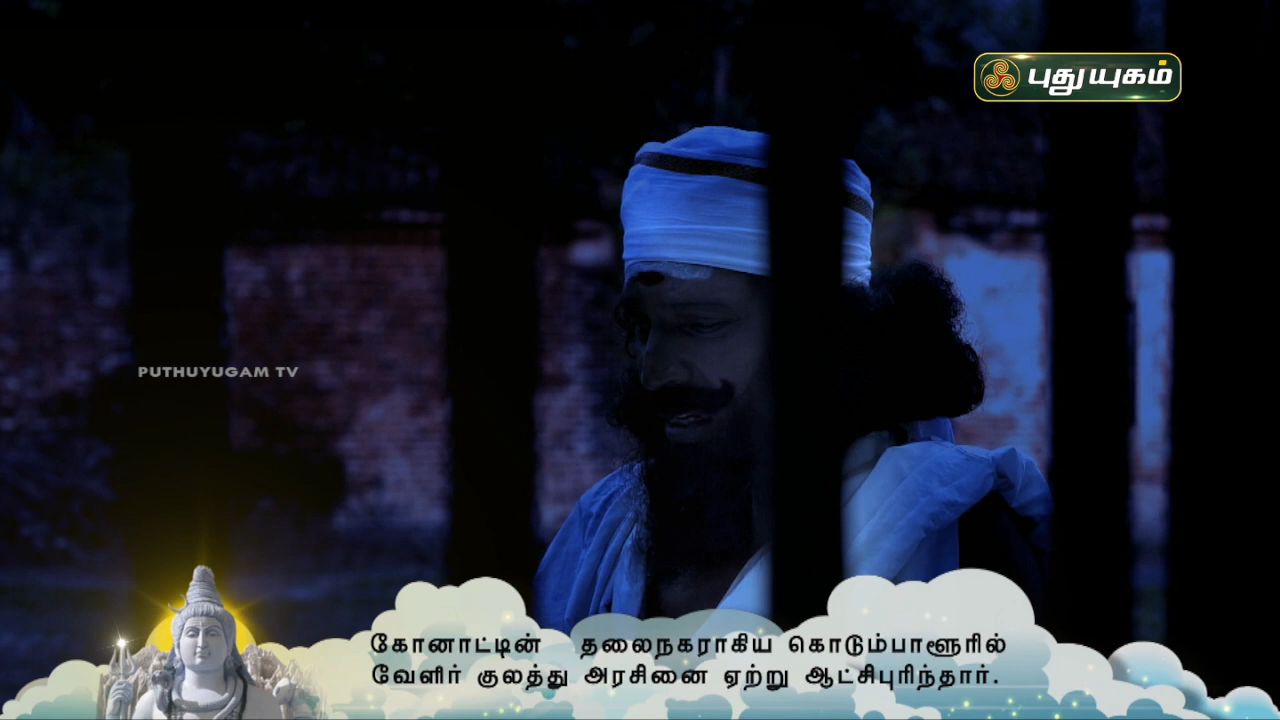 புதுயுகம்
PUTHUYUGAM TV
கோனாட்டின் தலைநகராகிய கொடும்பாளூரில்
வேளிர் குலத்து அரசினை ஏற்று ஆட்சிபுரிந்தார்.